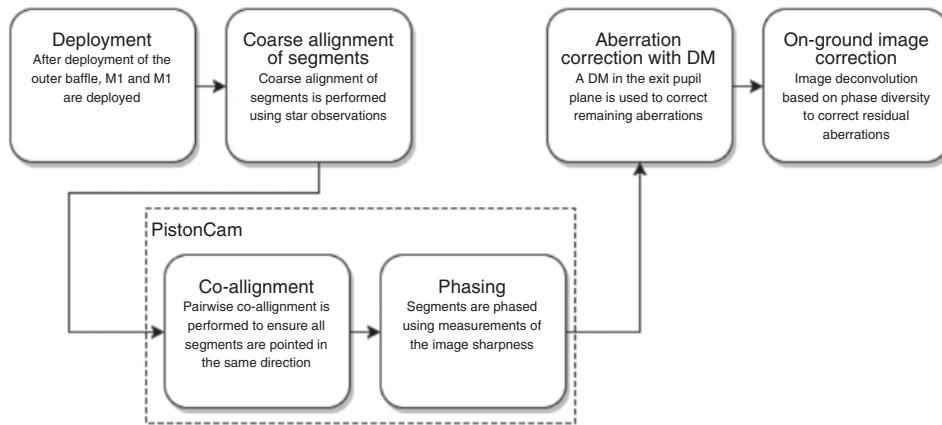 Deployment
After deployment of the
outer baffle, M1 and M1
are deployed
Coarse allignment
of segments
Coarse alignment of
segments is performed
using star observations
PistonCam
Co-allignment
Pairwise co-allignment is
performed to ensure all
segments are pointed in
the same direction
Phasing
Segments are phased
using measurements of
the image sharpness
Aberration
correction with DM
A DM in the exit pupil
plane is used to correct
remaining aberrations
On-ground image
correction
Image deconvolution
based on phase diversity
to correct residual
aberrations